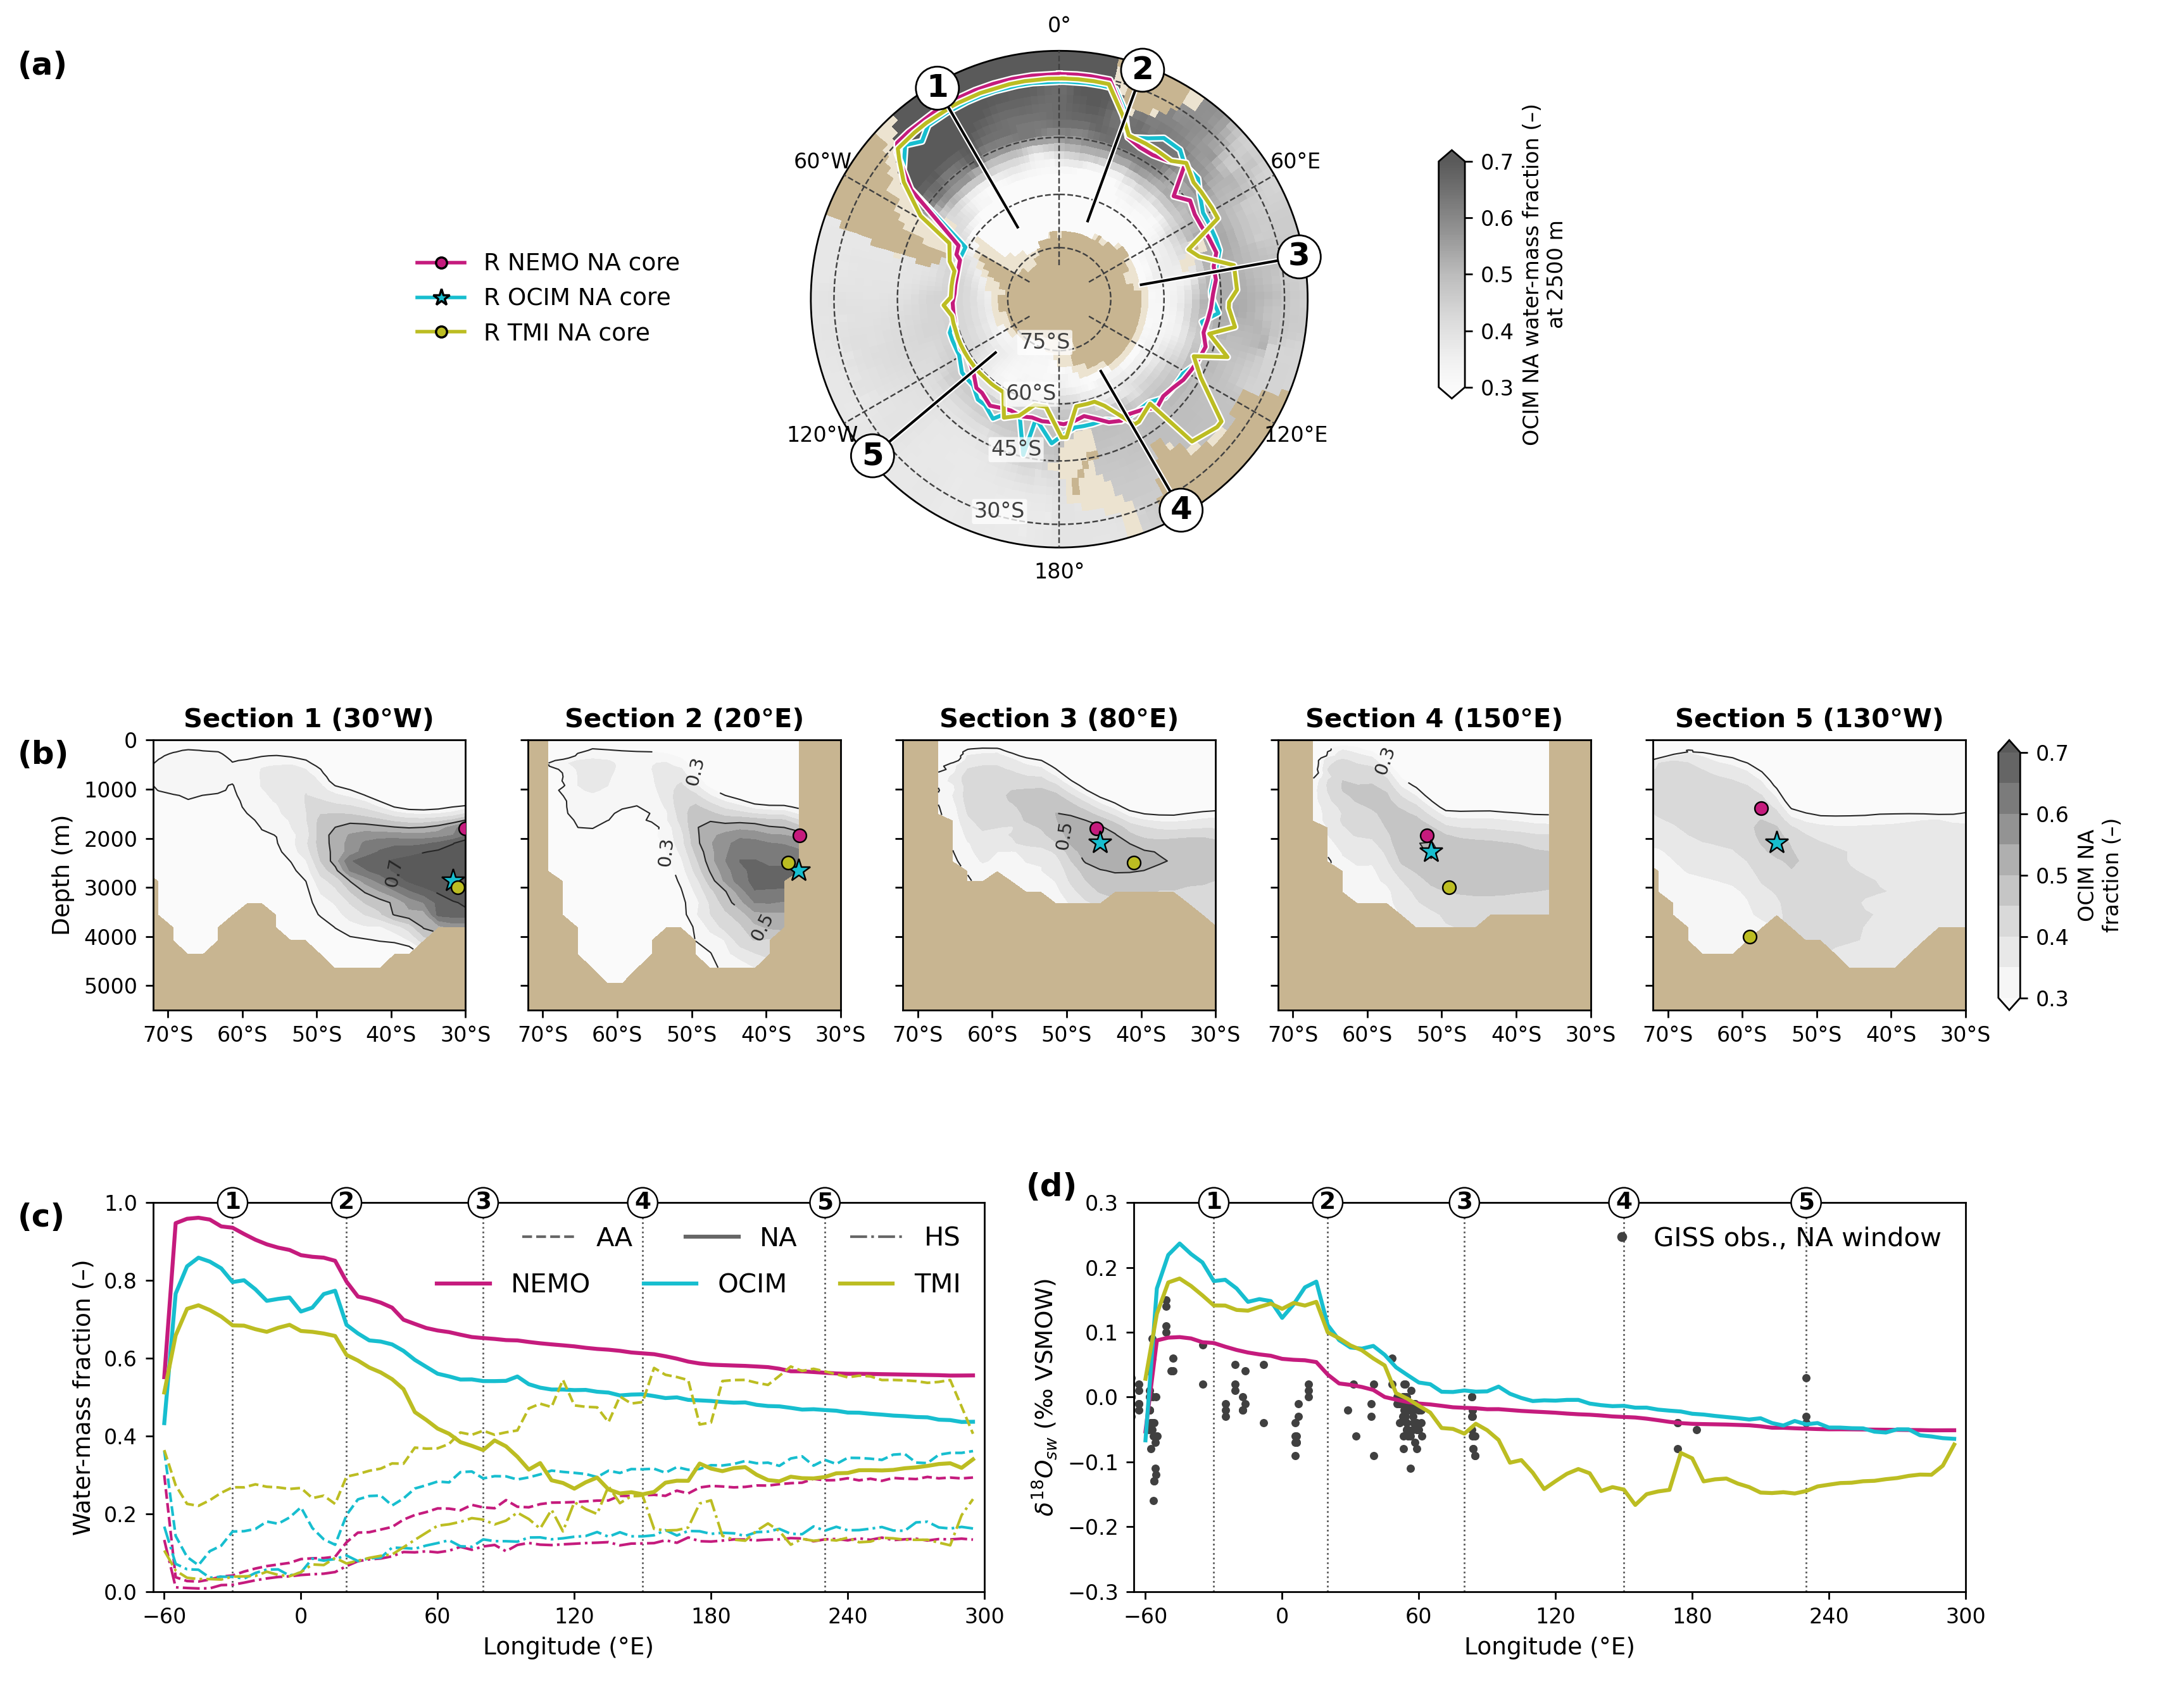 (a)
0°
60°W
60°E
120°W
120°E
180°
75°S
60°S
45°S
30°S
1
2
3
4
5
R NEMO NA core
R OCIM NA core
R TMI NA core
0.7
0.6
0.5
0.4
0.3
OCIM NA water-mass fraction (–)
at 2500 m
(b)
Section 1 (30°W)
Section 2 (20°E)
Section 3 (80°E)
Section 4 (150°E)
Section 5 (130°W)
Depth (m)
0
1000
2000
3000
4000
5000
0.7
0.3
0.3
0.5
0.5
0.3
70°S 60°S 50°S 40°S 30°S
70°S 60°S 50°S 40°S 30°S
70°S 60°S 50°S 40°S 30°S
70°S 60°S 50°S 40°S 30°S
70°S 60°S 50°S 40°S 30°S
0.7
0.6
0.5
0.4
0.3
OCIM NA
fraction (–)
(c)
1 2 3 4 5
AA NA HS
NEMO OCIM TMI
Water-mass fraction (–)
1.0
0.8
0.6
0.4
0.2
0.0
−60 0 60 120 180 240 300
Longitude (°E)
(d)
1 2 3 4 5
GISS obs., NA window
δ¹⁸O_sw (‰ VSMOW)
0.3
0.2
0.1
0.0
−0.1
−0.2
−0.3
−60 0 60 120 180 240 300
Longitude (°E)